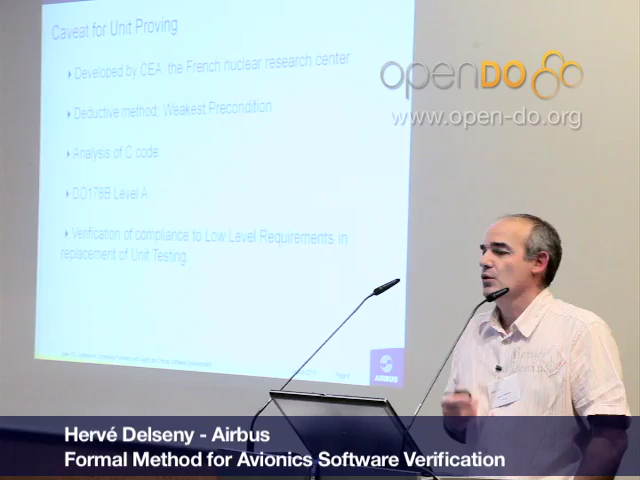 Caveat for Unit Proving
Developed by CEA, the French nuclear research center
Deductive method; Weakest Precondition
Analysis of C code
DO178B Level A
Verification of compliance to Low Level Requirements in
replacement of Unit Testing.
AIRBUS
openDO
www.open-do.org
Hervé Delseny - Airbus
Formal Method for Avionics Software Verification